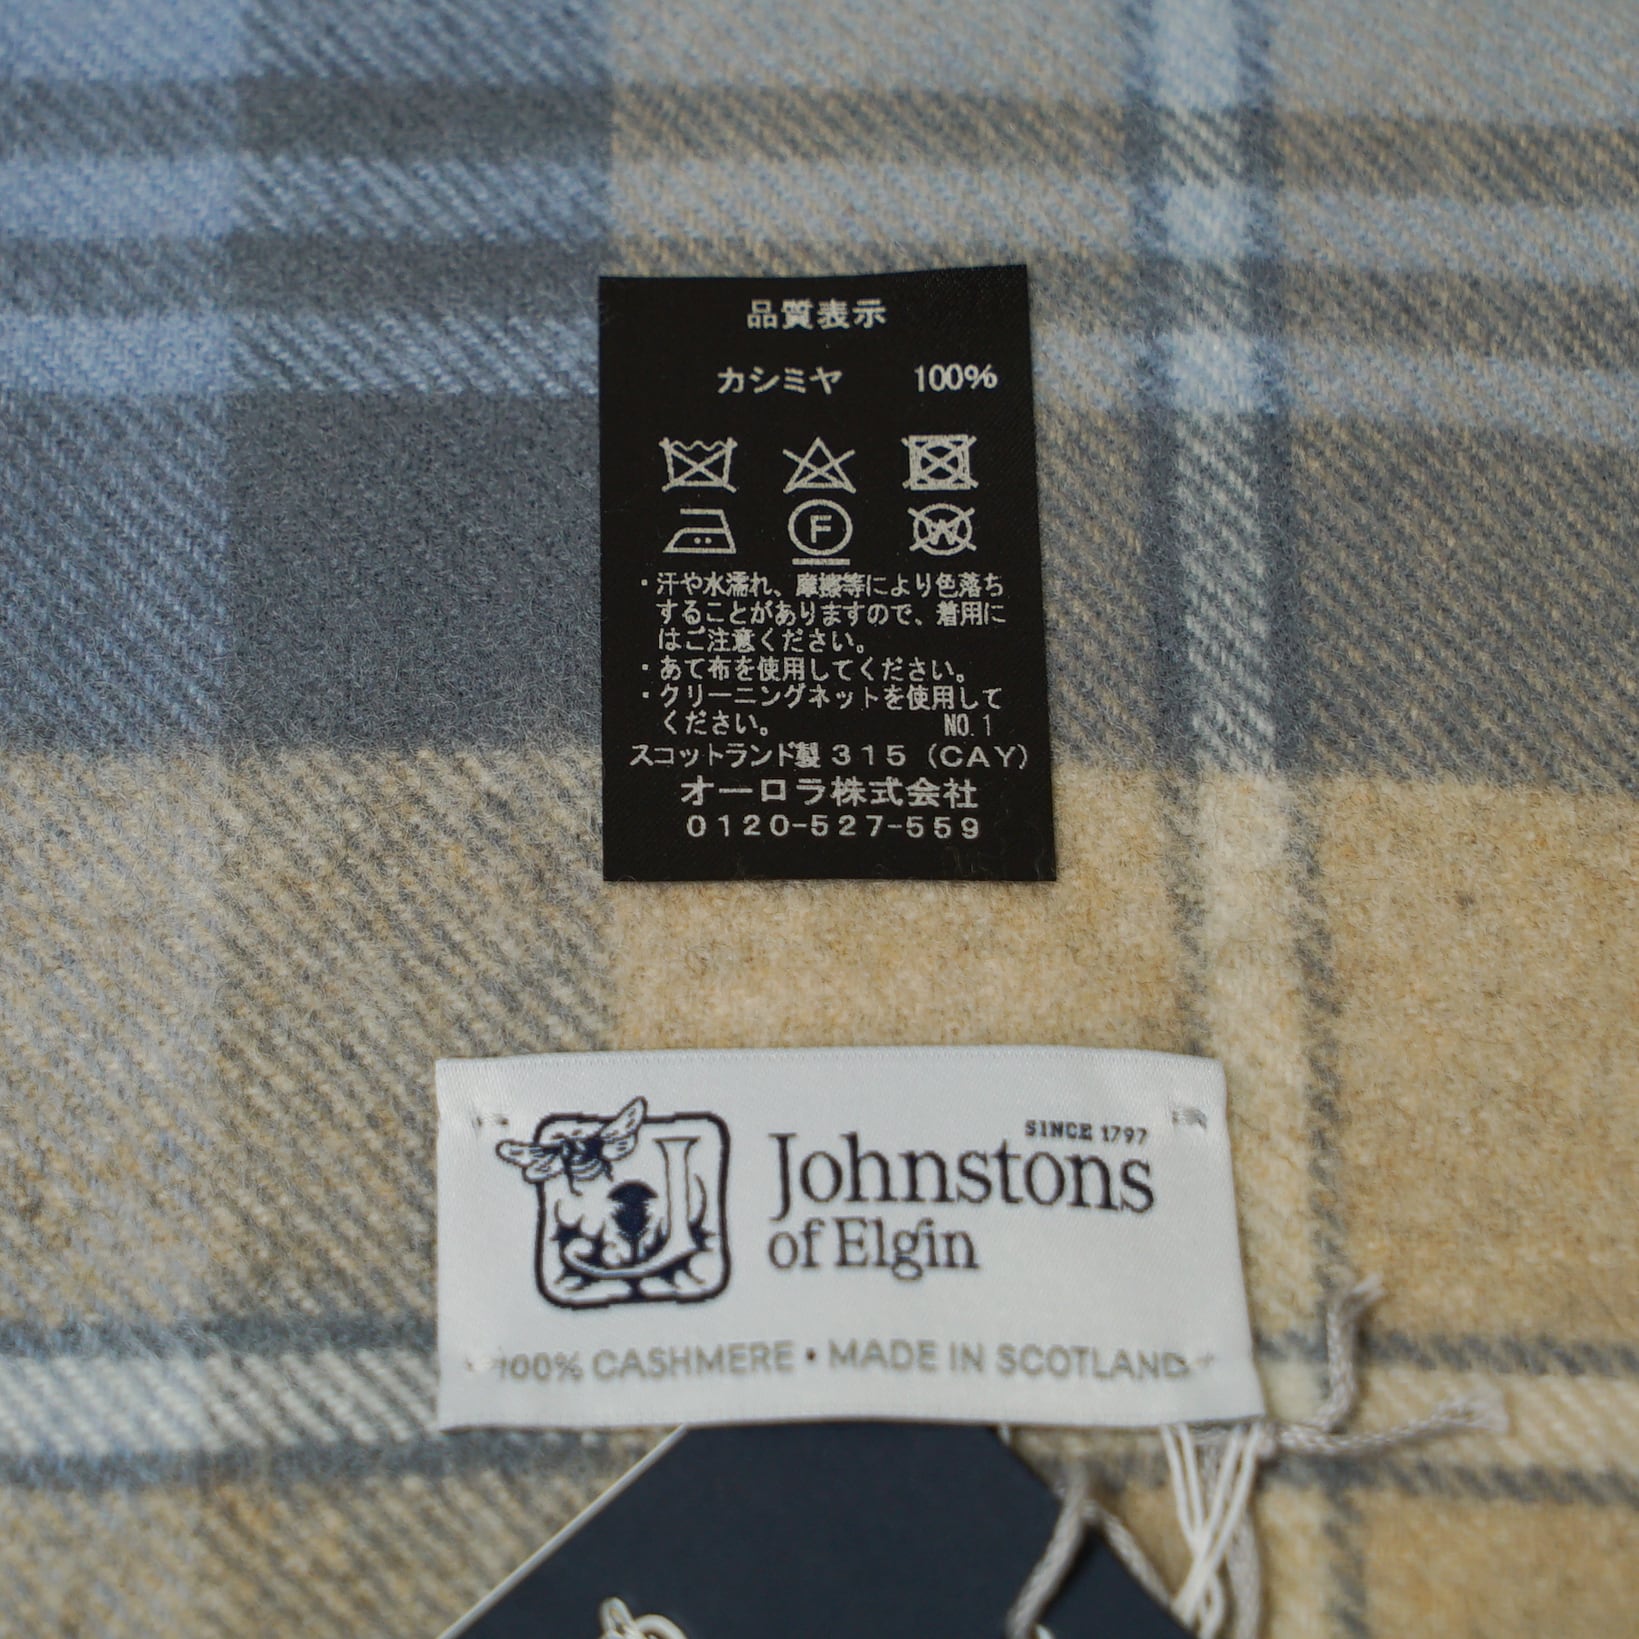 品質表示
カシミヤ 100%
F
W
・汗や水濡れ、摩擦等により色落ち
することがありますので、着用に
はご注意ください。
・あて布を使用してください。
・クリーニングネットを使用して
ください。 NO.1
スコットランド製315(CAY)
オーロラ株式会社
0120-527-559
SINCE 1797
Johnstons
of Elgin
100% CASHMERE • MADE IN SCOTLAND